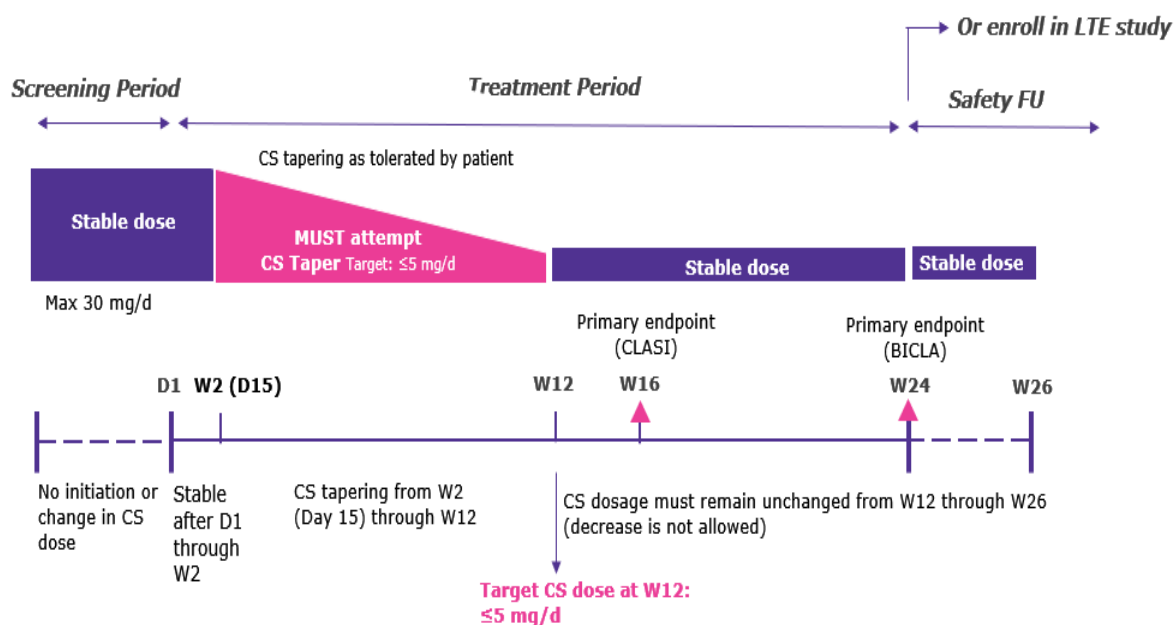 Or enroll in LTE study
Screening Period
Treatment Period
Safety FU
CS tapering as tolerated by patient
Stable dose
MUST attempt
CS Taper Target: ≤5 mg/d
Stable dose
Stable dose
Max 30 mg/d
Primary endpoint
(CLASI)
Primary endpoint
(BICLA)
D1 W2 (D15) W12 W16 W24 W26
No initiation or
change in CS
dose
Stable
after D1
through
W2
CS tapering from W2
(Day 15) through W12
CS dosage must remain unchanged from W12 through W26
(decrease is not allowed)
Target CS dose at W12:
≤5 mg/d